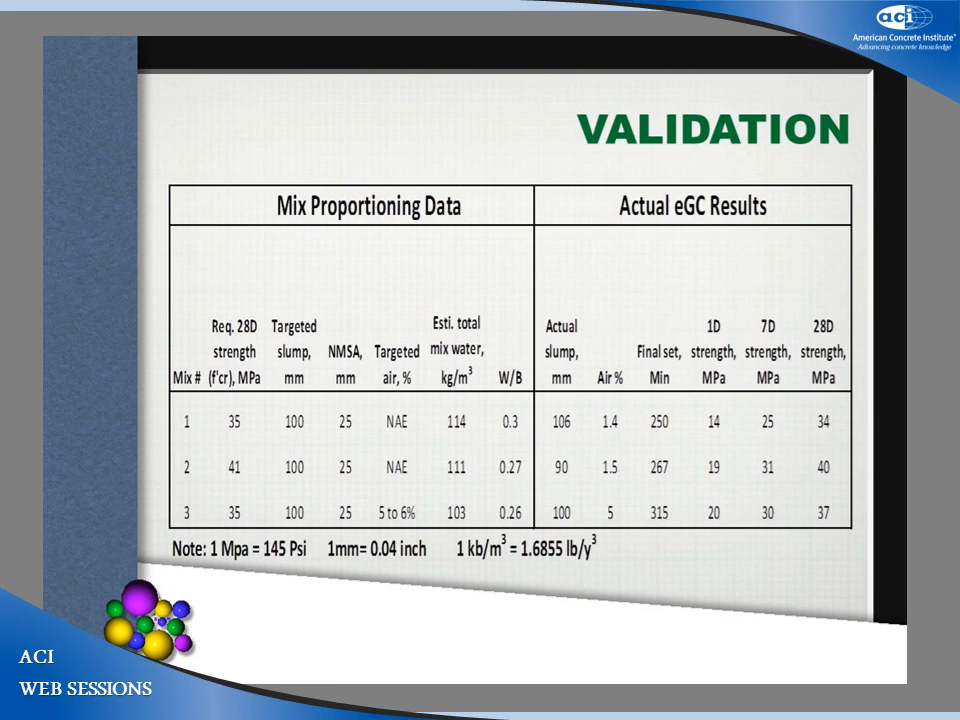 aci
American Concrete Institute®
Advancing concrete knowledge
VALIDATION
Mix Proportioning Data Actual eGC Results
Mix # Req. 28D strength (f'cr), MPa Targeted slump, mm NMSA, mm Targeted air, % Esti. total mix water, kg/m³ W/B Actual slump, mm Air % Final set, Min 1D strength, MPa 7D strength, MPa 28D strength, MPa
1 35 100 25 NAE 114 0.3 106 1.4 250 14 25 34
2 41 100 25 NAE 111 0.27 90 1.5 267 19 31 40
3 35 100 25 5 to 6% 103 0.26 100 5 315 20 30 37
Note: 1 Mpa = 145 Psi 1mm= 0.04 inch 1 kb/m³ = 1.6855 lb/y³
ACI
WEB SESSIONS